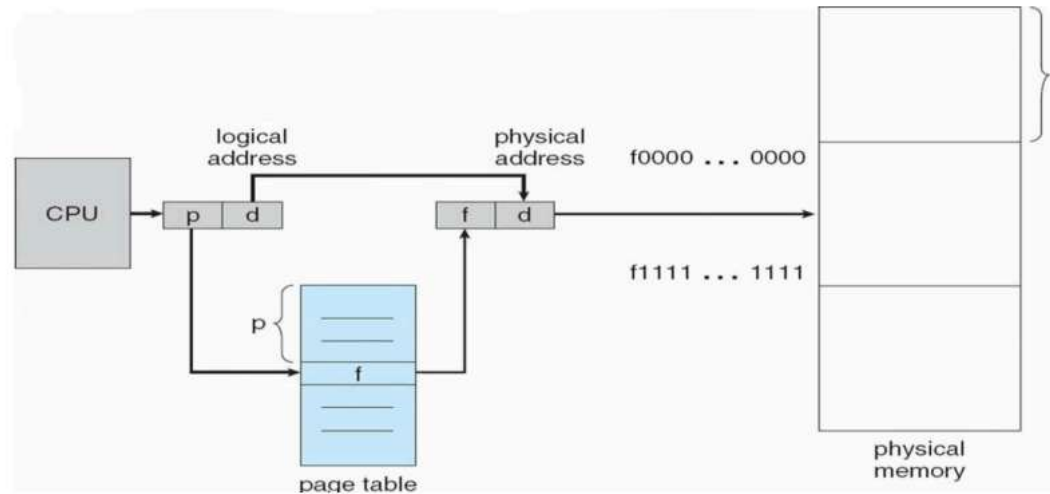 logical
address
physical
address
f0000 ... 0000
CPU
p d
f d
f1111 ... 1111
p
f
page table
physical
memory